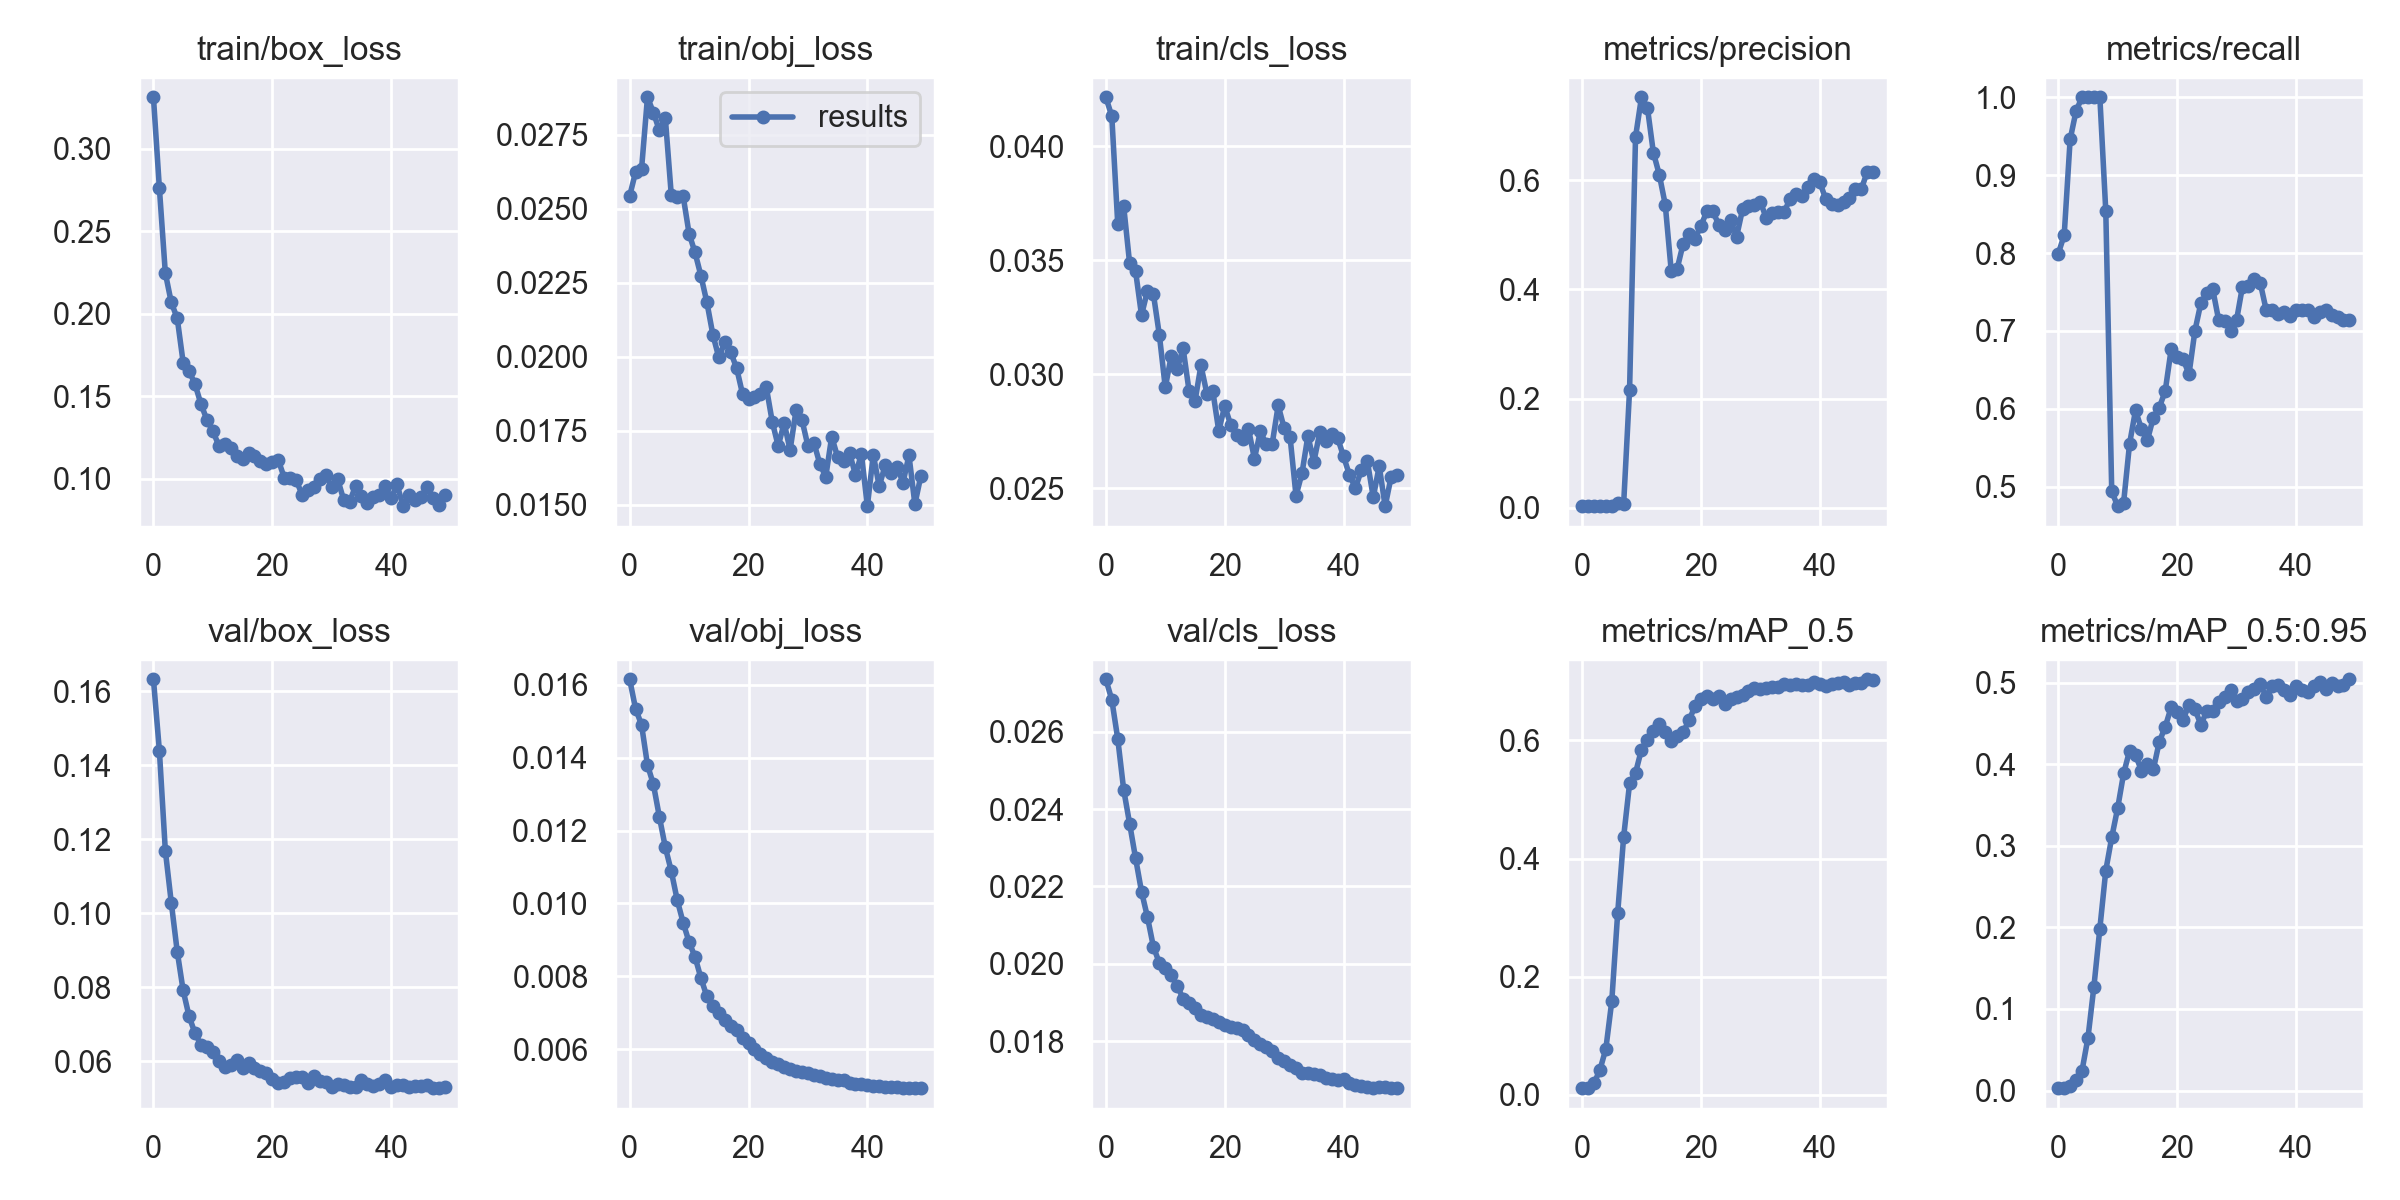 train/box_loss
0.30
0.25
0.20
0.15
0.10
0 20 40
train/obj_loss
results
0.0275
0.0250
0.0225
0.0200
0.0175
0.0150
0 20 40
train/cls_loss
0.040
0.035
0.030
0.025
0 20 40
metrics/precision
0.6
0.4
0.2
0.0
0 20 40
metrics/recall
1.0
0.9
0.8
0.7
0.6
0.5
0 20 40
val/box_loss
0.16
0.14
0.12
0.10
0.08
0.06
0 20 40
val/obj_loss
0.016
0.014
0.012
0.010
0.008
0.006
0 20 40
val/cls_loss
0.026
0.024
0.022
0.020
0.018
0 20 40
metrics/mAP_0.5
0.6
0.4
0.2
0.0
0 20 40
metrics/mAP_0.5:0.95
0.5
0.4
0.3
0.2
0.1
0.0
0 20 40